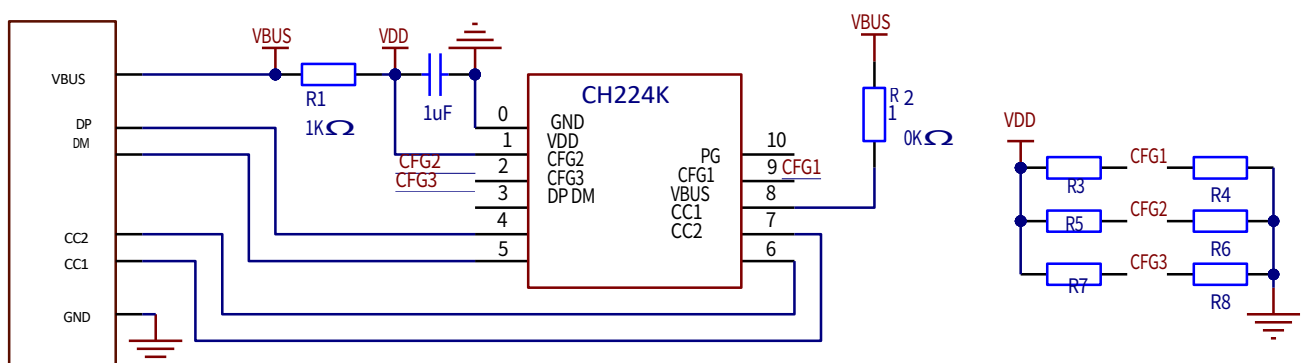 VBUS
DP
DM
CC2
CC1
GND
VBUS
R1
1KΩ
VDD
1uF
CH224K
0
1
2
3
4
5
CFG2
CFG3
GND
VDD
CFG2
CFG3
DP DM
PG
CFG1
VBUS
CC1
CC2
10
9
8
7
6
CFG1
VBUS
R 2
1
0KΩ
VDD
R3
CFG1
R4
R5
CFG2
R6
R7
CFG3
R8